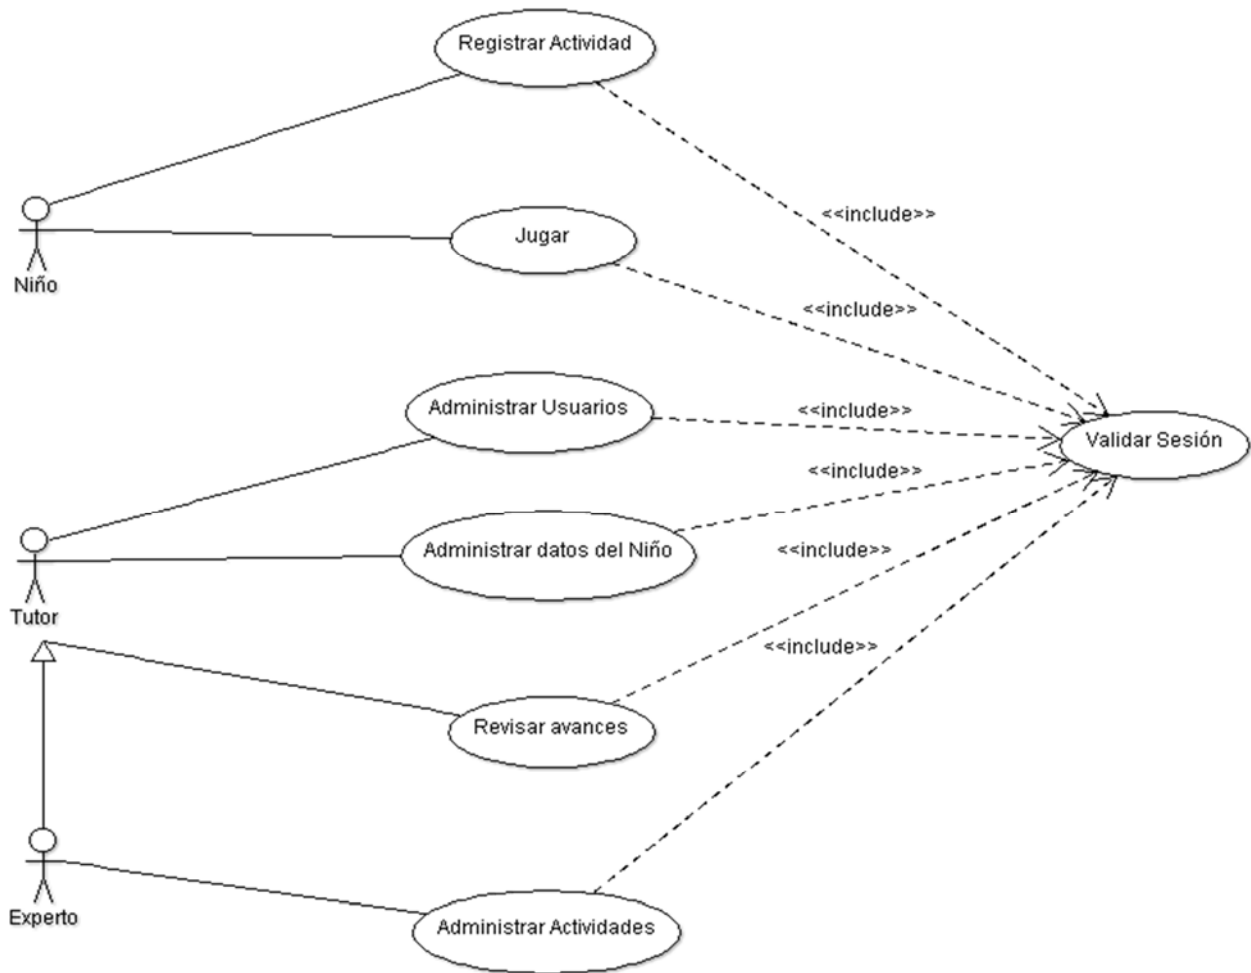 Registrar Actividad
<<include>>
Jugar
Niño
<<include>>
Administrar Usuarios
<<include>>
Validar Sesión
<<include>>
Administrar datos del Niño
<<include>>
Tutor
<<include>>
Revisar avances
Experto
Administrar Actividades